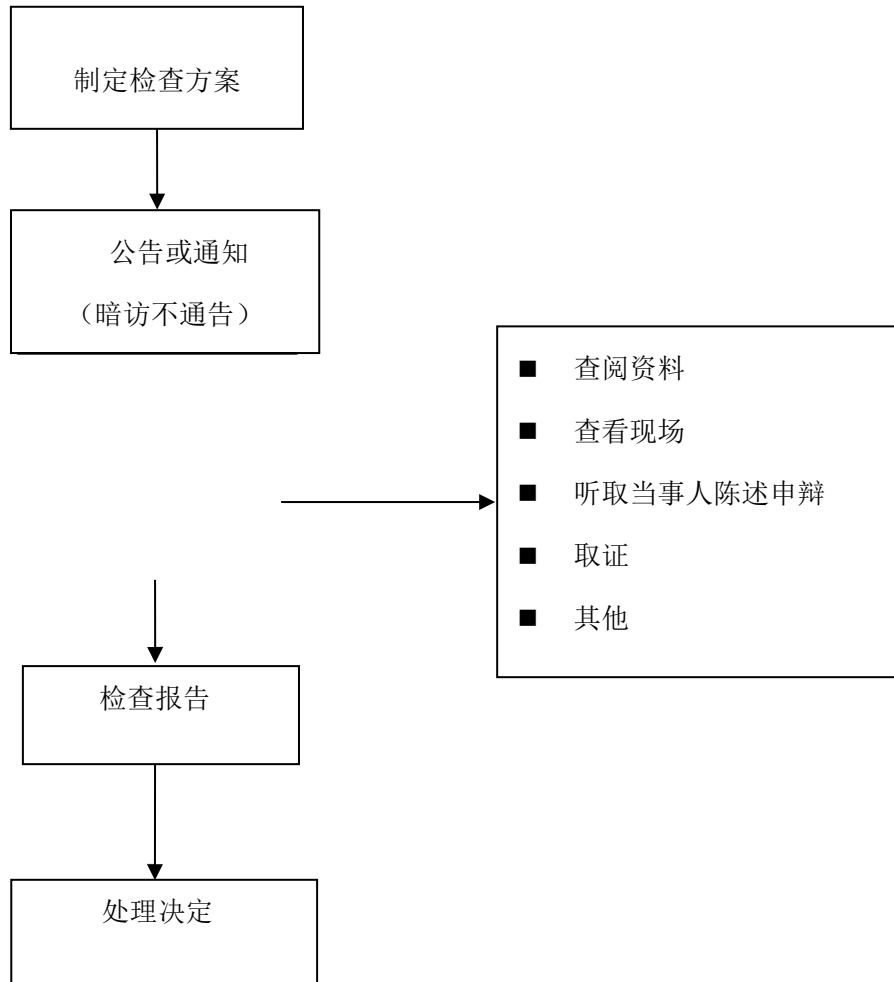 制定检查方案
公告或通知
（暗访不通告）
■ 查阅资料
■ 查看现场
■ 听取当事人陈述申辩
■ 取证
■ 其他
检查报告
处理决定